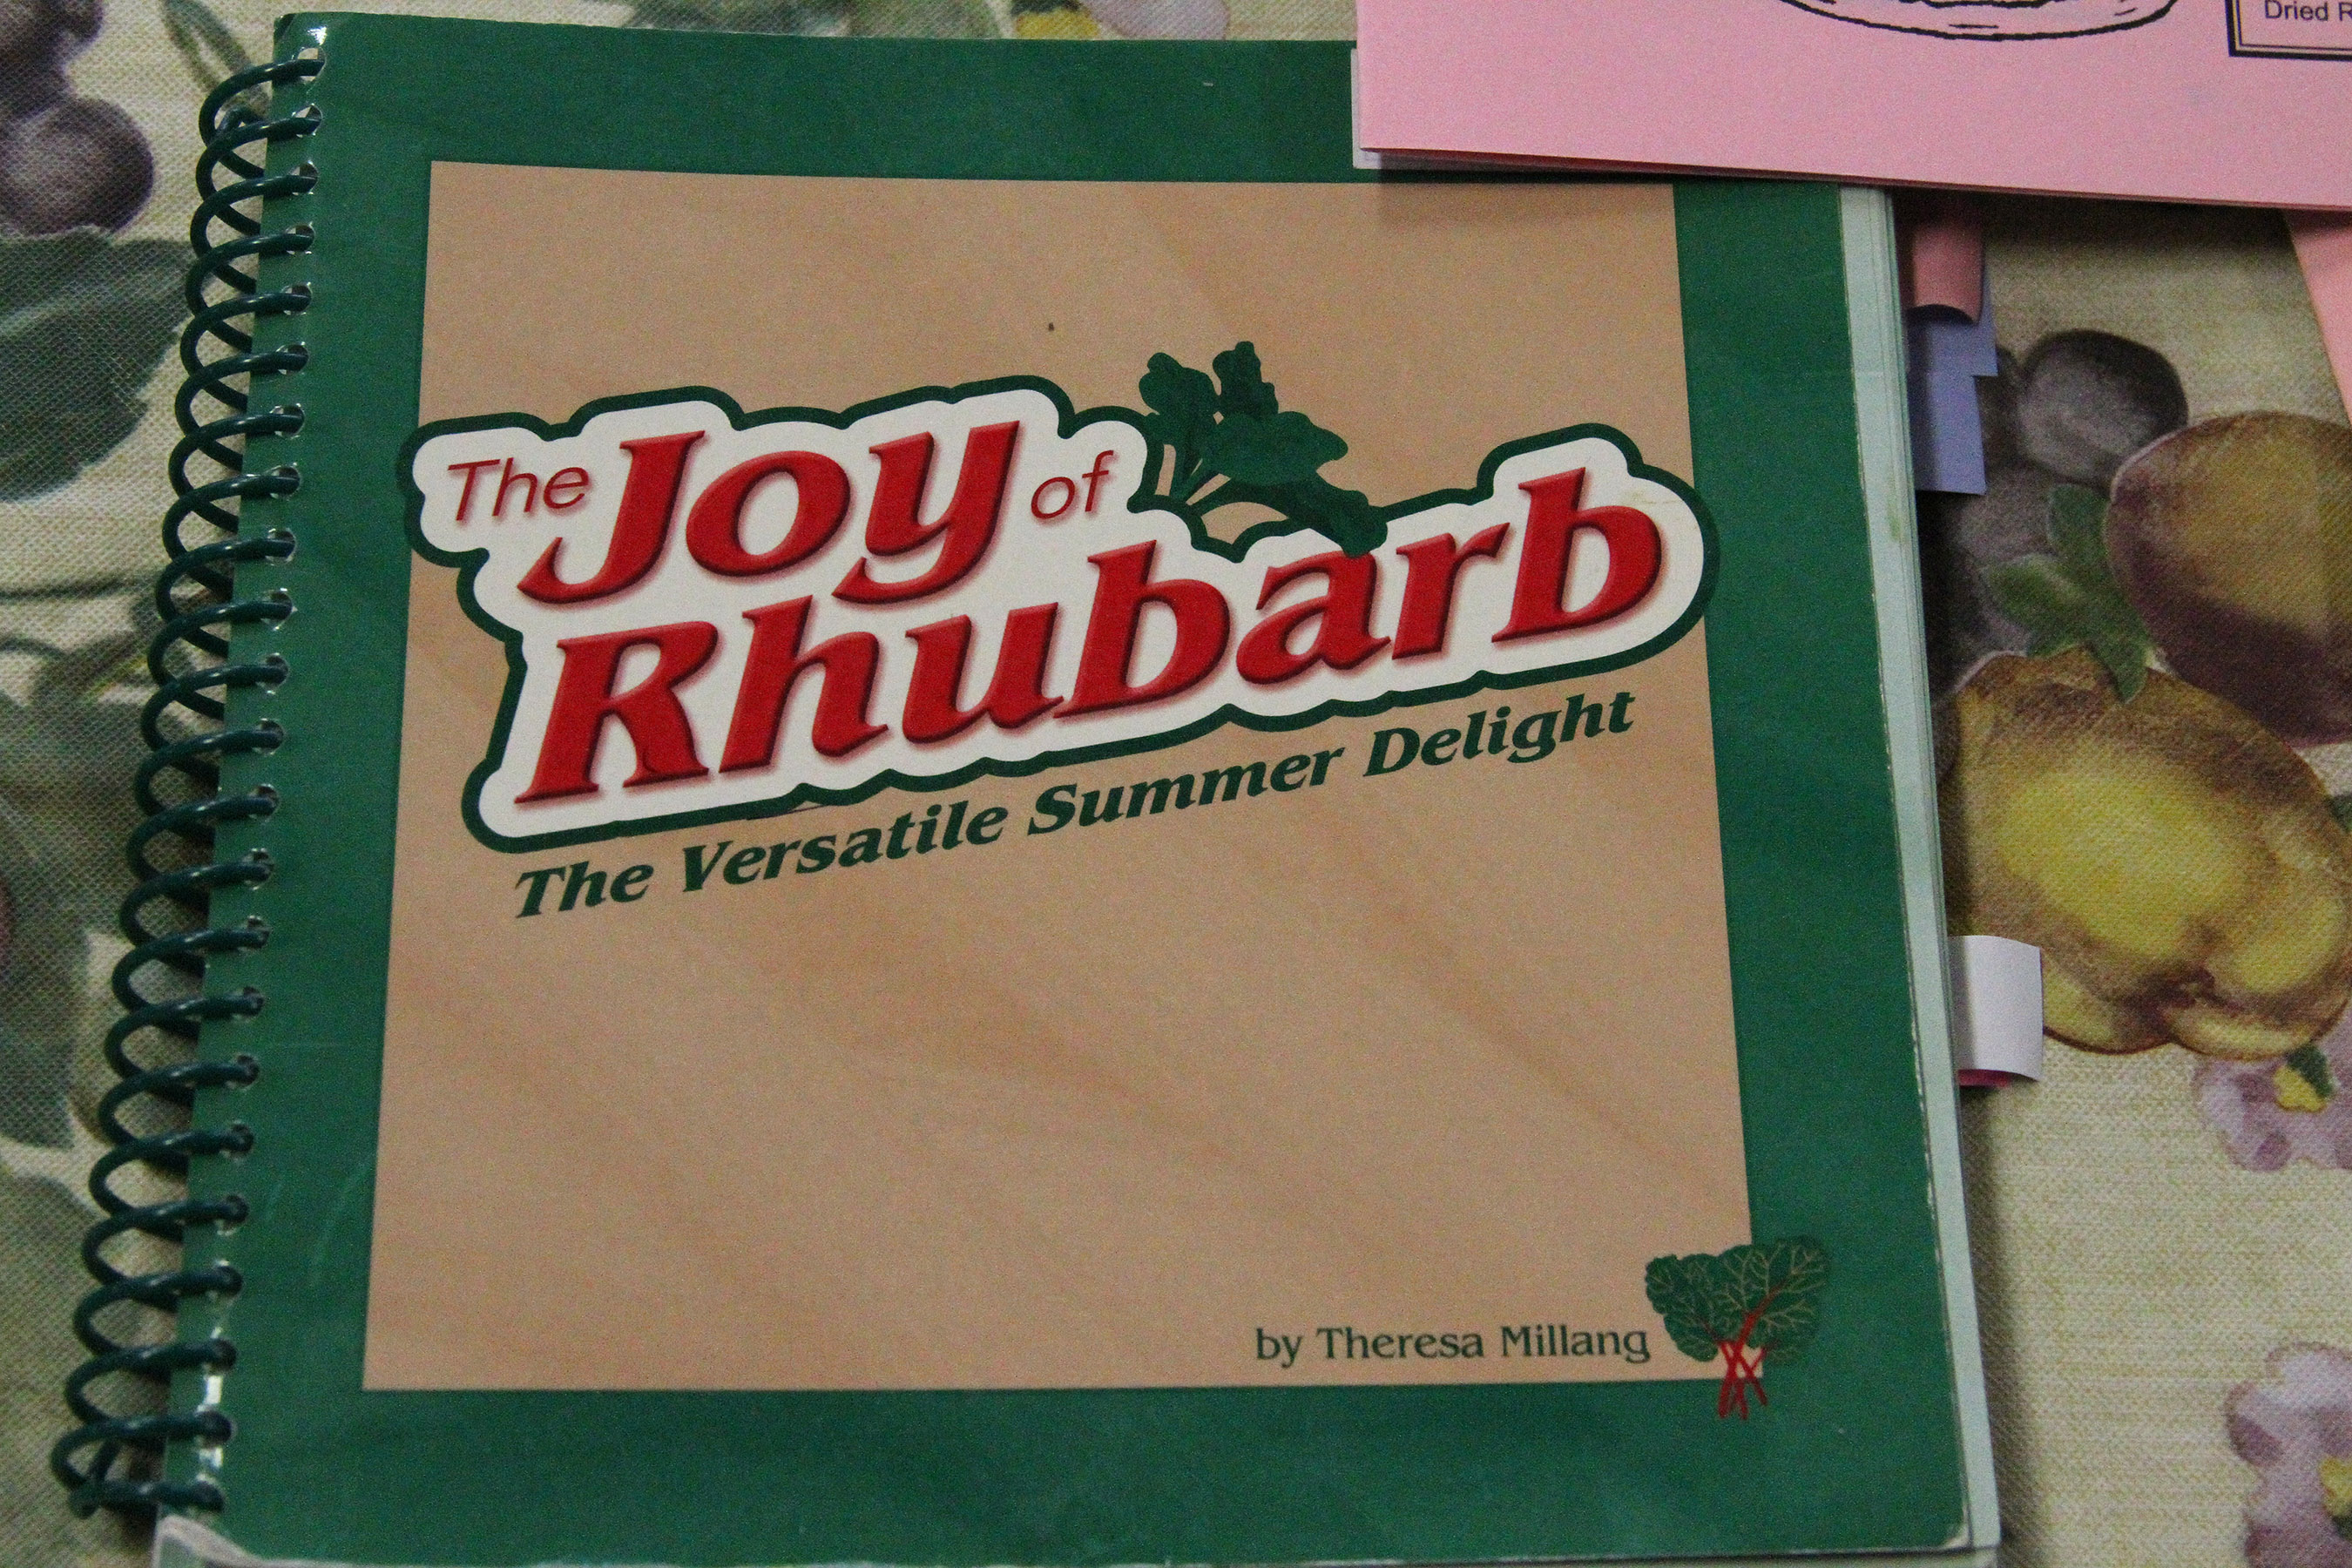 Dried R
The Joy of
Rhubarb
The Versatile Summer Delight
by Theresa Millang